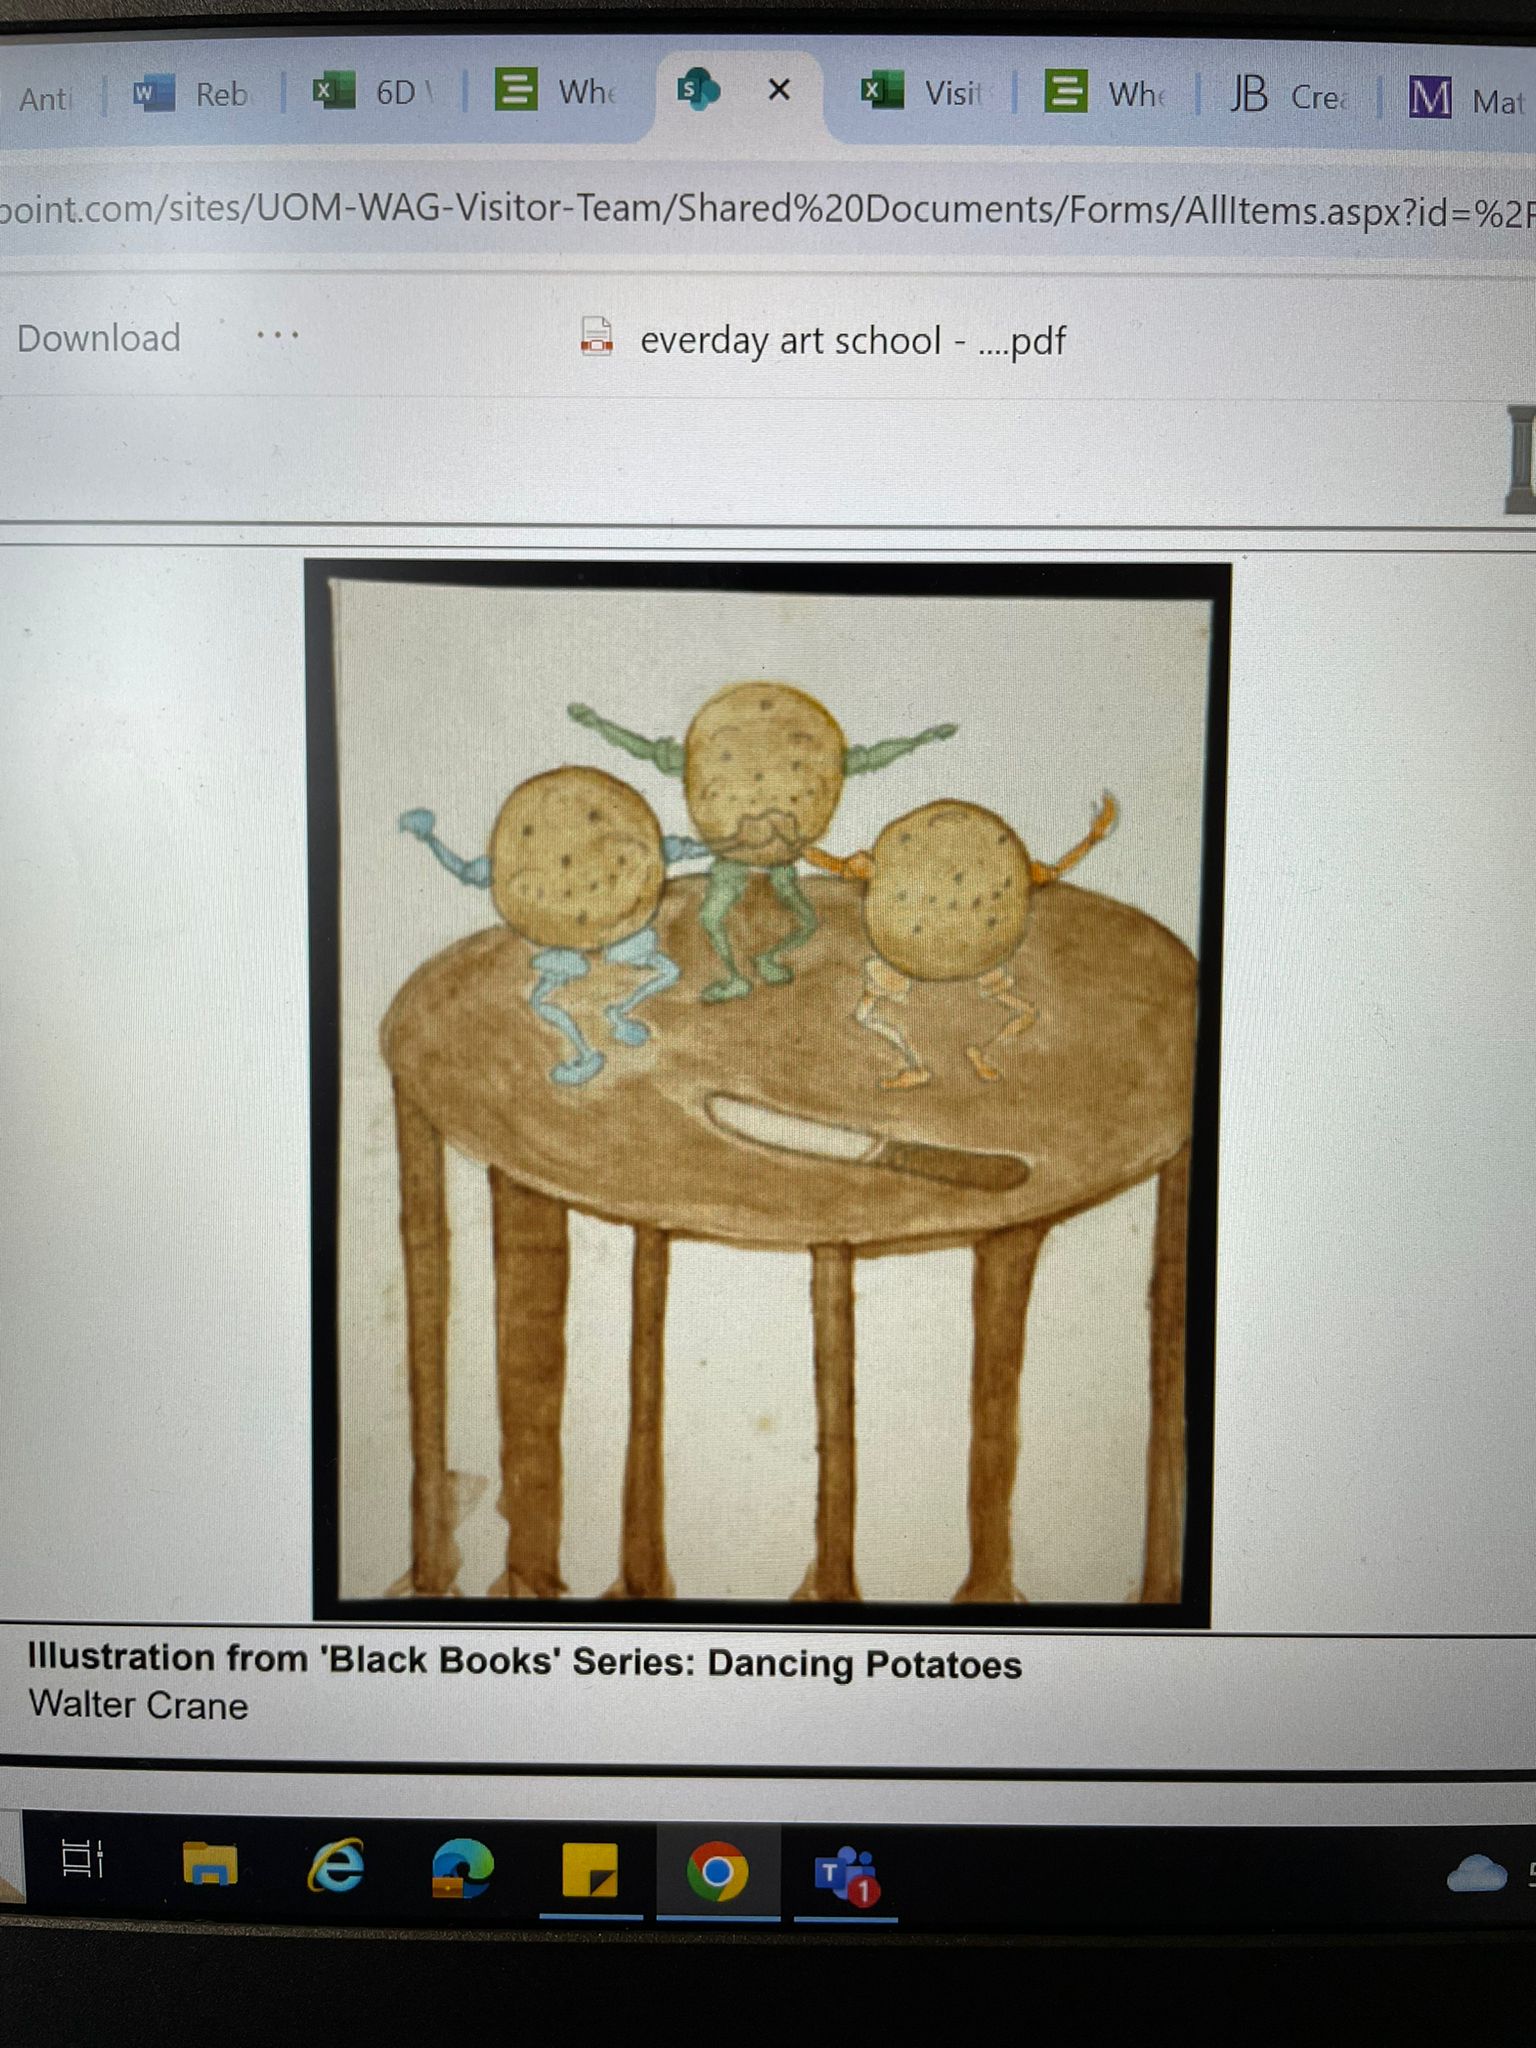 Anti Reb 6D Whe Visit Whe JB Crea M Mat
point.com/sites/UOM-WAG-Visitor-Team/Shared%20Documents/Forms/AllItems.aspx?id=%2F
Download ... everday art school - ....pdf
Illustration from 'Black Books' Series: Dancing Potatoes
Walter Crane
1